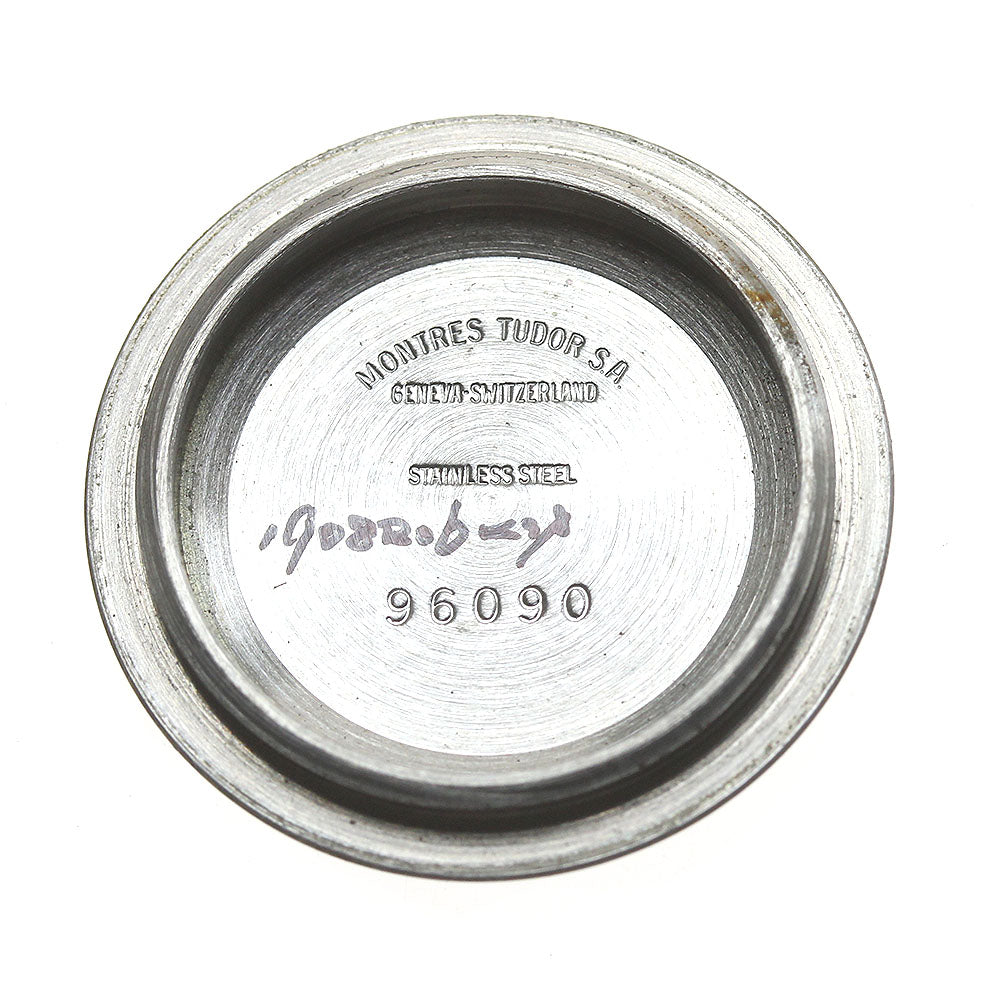 MONTRES TUDOR S.A.
GENEVA-SWITZERLAND
STAINLESS STEEL
96090